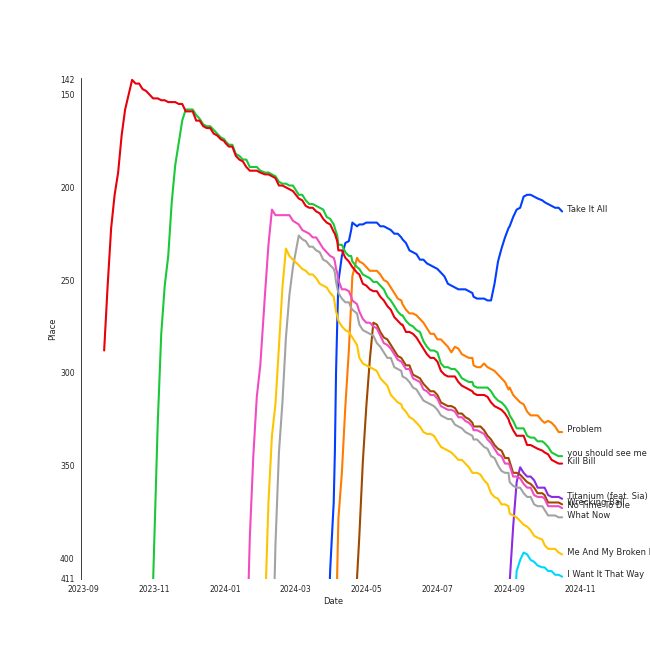 142
150
200
250
300
350
400
411
Place
2023-09
2023-11
2024-01
2024-03
2024-05
2024-07
2024-09
2024-11
Date
Take It All
Problem
you should see me
Kill Bill
Titanium (feat. Sia)
Wrecking Ball
No Time To Die
What Now
Me And My Broken
I Want It That Way